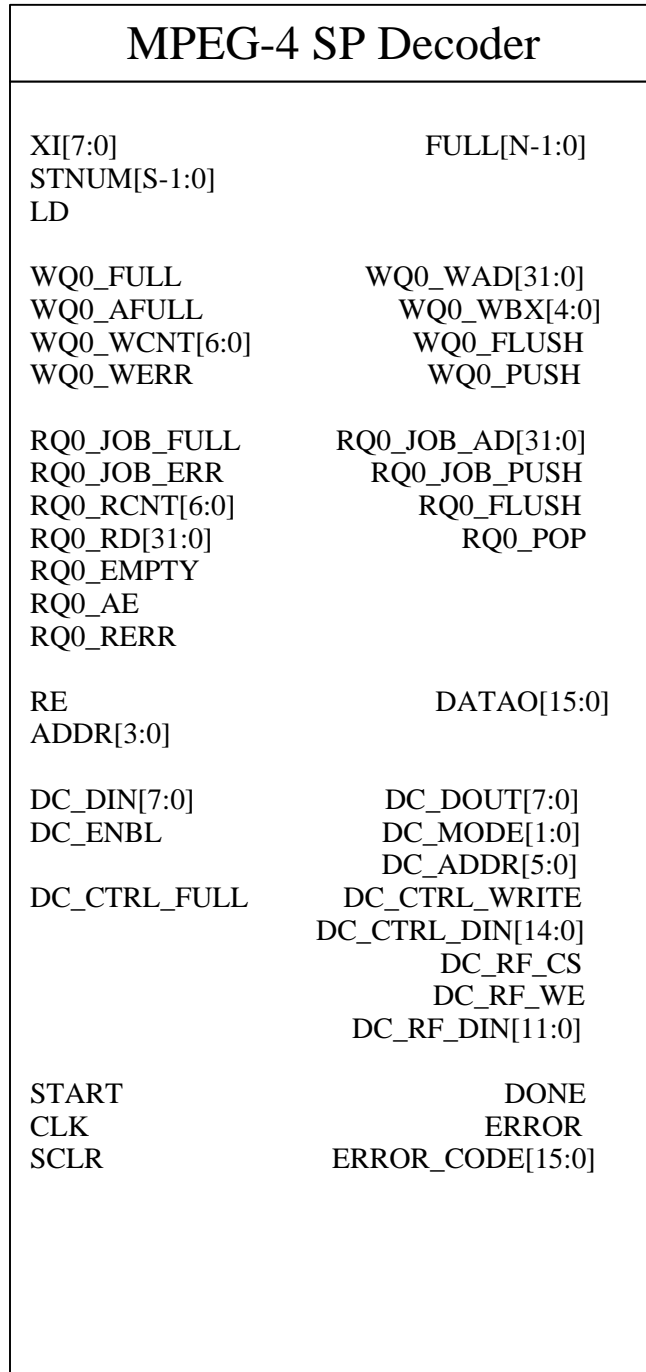 MPEG-4 SP Decoder
XI[7:0] FULL[N-1:0]
STNUM[S-1:0]
LD
WQ0_FULL WQ0_WAD[31:0]
WQ0_AFULL WQ0_WBX[4:0]
WQ0_WCNT[6:0] WQ0_FLUSH
WQ0_WERR WQ0_PUSH
RQ0_JOB_FULL RQ0_JOB_AD[31:0]
RQ0_JOB_ERR RQ0_JOB_PUSH
RQ0_RCNT[6:0] RQ0_FLUSH
RQ0_RD[31:0] RQ0_POP
RQ0_EMPTY
RQ0_AE
RQ0_RERR
RE DATAO[15:0]
ADDR[3:0]
DC_DIN[7:0] DC_DOUT[7:0]
DC_ENBL DC_MODE[1:0]
DC_ADDR[5:0]
DC_CTRL_FULL DC_CTRL_WRITE
DC_CTRL_DIN[14:0]
DC_RF_CS
DC_RF_WE
DC_RF_DIN[11:0]
START DONE
CLK ERROR
SCLR ERROR_CODE[15:0]